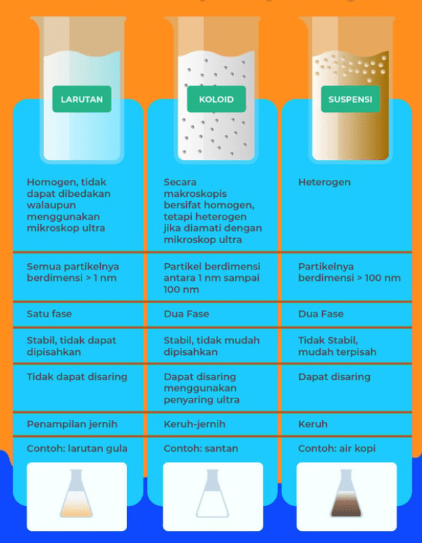 LARUTAN
KOLOID
SUSPENSI
Homogen, tidak
dapat dibedakan
walaupun
menggunakan
mikroskop ultra
Secara
makroskopis
bersifat homogen,
tetapi heterogen
jika diamati dengan
mikroskop ultra
Heterogen
Semua partikelnya
berdimensi > 1 nm
Partikel berdimensi
antara 1 nm sampai
100 nm
Partikelnya
berdimensi > 100 nm
Satu fase
Dua Fase
Dua Fase
Stabil, tidak dapat
dipisahkan
Stabil, tidak mudah
dipisahkan
Tidak Stabil,
mudah terpisah
Tidak dapat disaring
Dapat disaring
menggunakan
penyaring ultra
Dapat disaring
Penampilan jernih
Keruh-jernih
Keruh
Contoh: larutan gula
Contoh: santan
Contoh: air kopi